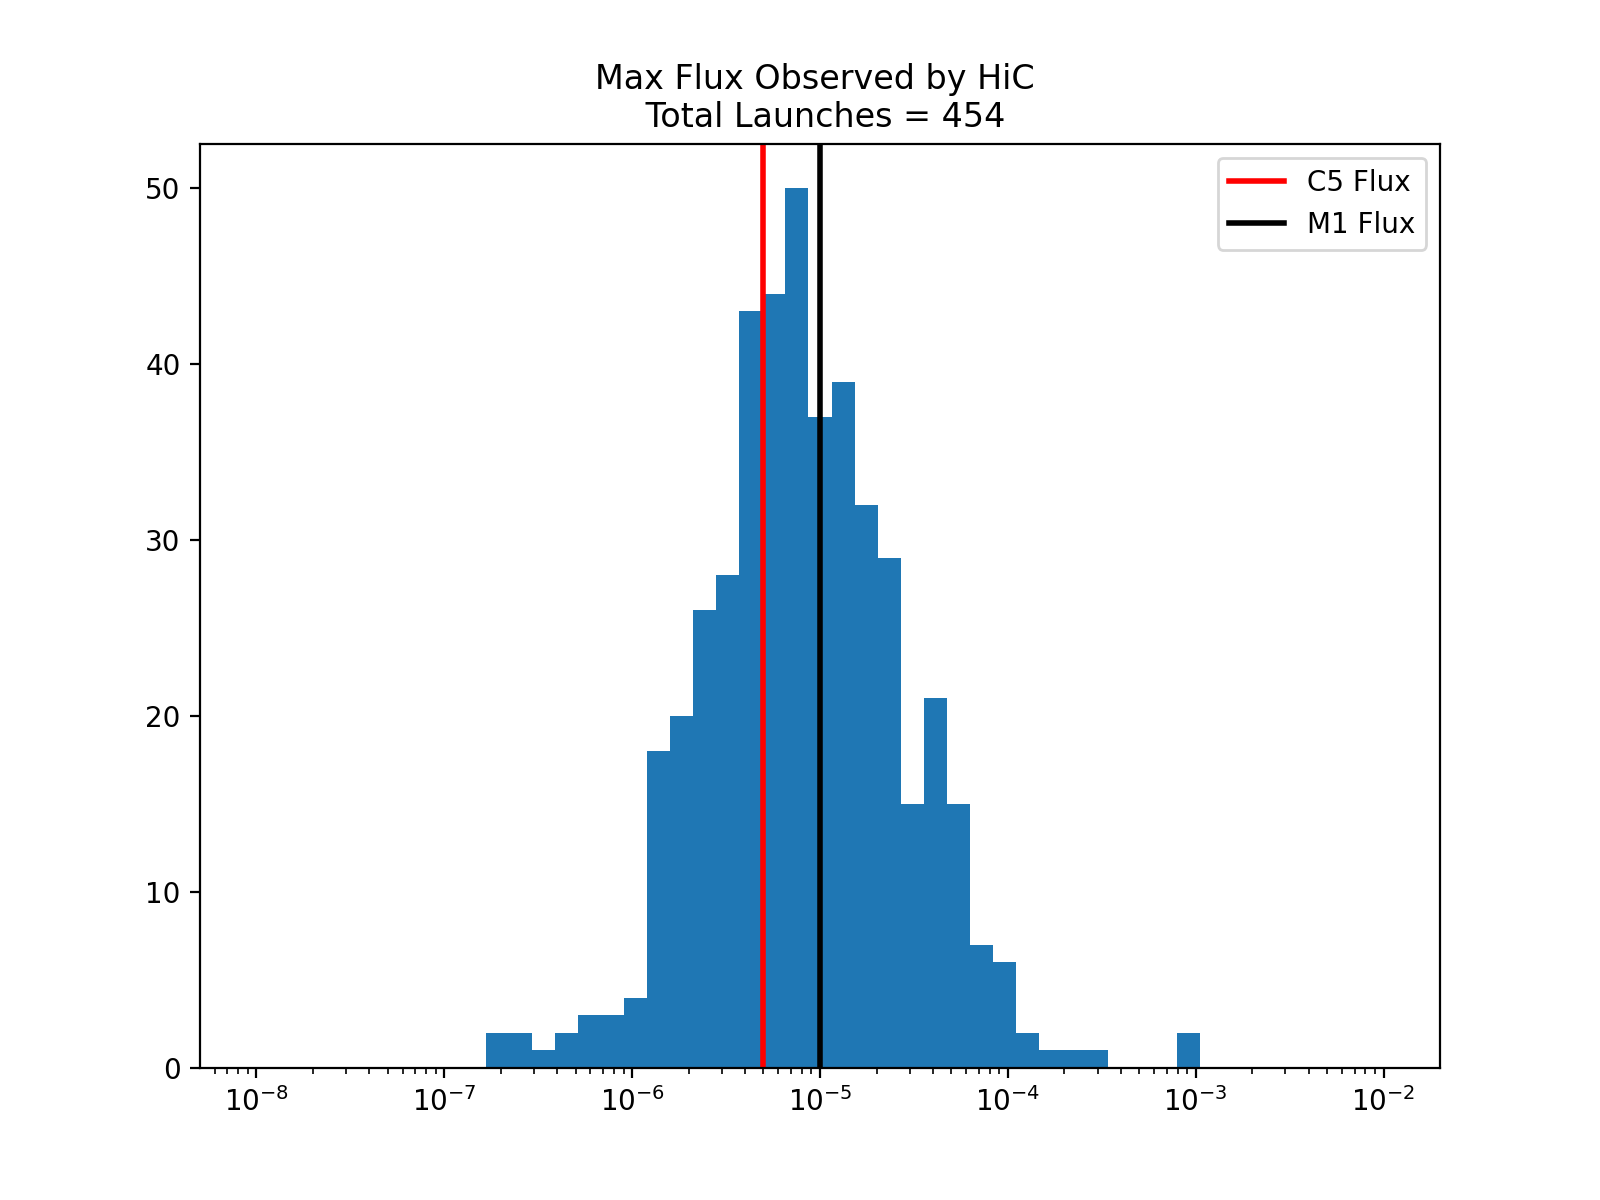 Max Flux Observed by HiC
Total Launches = 454
C5 Flux
M1 Flux
50
40
30
20
10
0
10⁻⁸ 10⁻⁷ 10⁻⁶ 10⁻⁵ 10⁻⁴ 10⁻³ 10⁻²